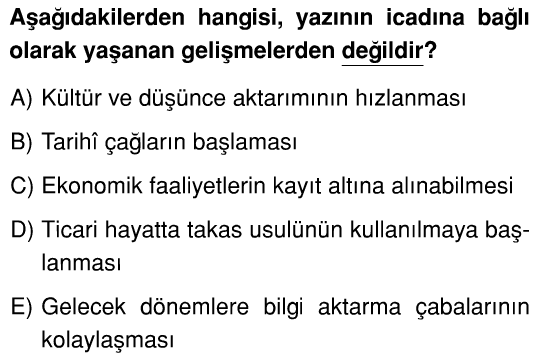 Aşağıdakilerden hangisi, yazının icadına bağlı
olarak yaşanan gelişmelerden değildir?
A) Kültür ve düşünce aktarımının hızlanması
B) Tarihî çağların başlaması
C) Ekonomik faaliyetlerin kayıt altına alınabilmesi
D) Ticari hayatta takas usulünün kullanılmaya baş-
lanması
E) Gelecek dönemlere bilgi aktarma çabalarının
kolaylaşması